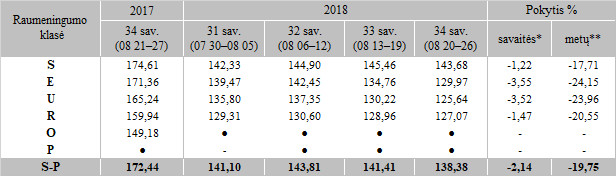 Raumeningumo klasė 2017 2018 Pokytis %
34 sav. (08 21–27) 31 sav. (07 30–08 05) 32 sav. (08 06–12) 33 sav. (08 13–19) 34 sav. (08 20–26) savaitės* metų**
S 174,61 142,33 144,90 145,46 143,68 -1,22 -17,71
E 171,36 139,47 142,45 134,76 129,97 -3,55 -24,15
U 165,24 135,80 137,35 130,22 125,64 -3,52 -23,96
R 159,94 129,31 130,60 128,96 127,07 -1,47 -20,55
O 149,18 ● ● ● ● - -
P ● - ● ● ● - -
S-P 172,44 141,10 143,81 141,41 138,38 -2,14 -19,75